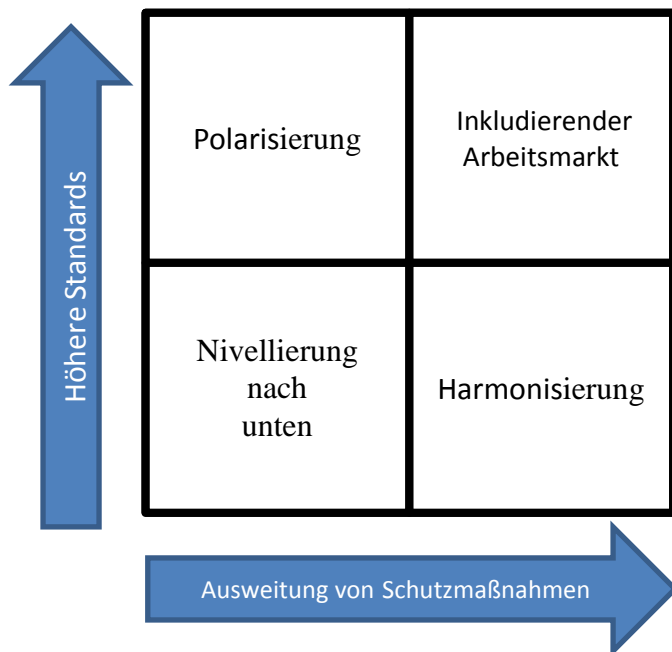 Höhere Standards
Polarisierung
Inkludierender
Arbeitsmarkt
Nivellierung
nach
unten
Harmonisierung
Ausweitung von Schutzmaßnahmen